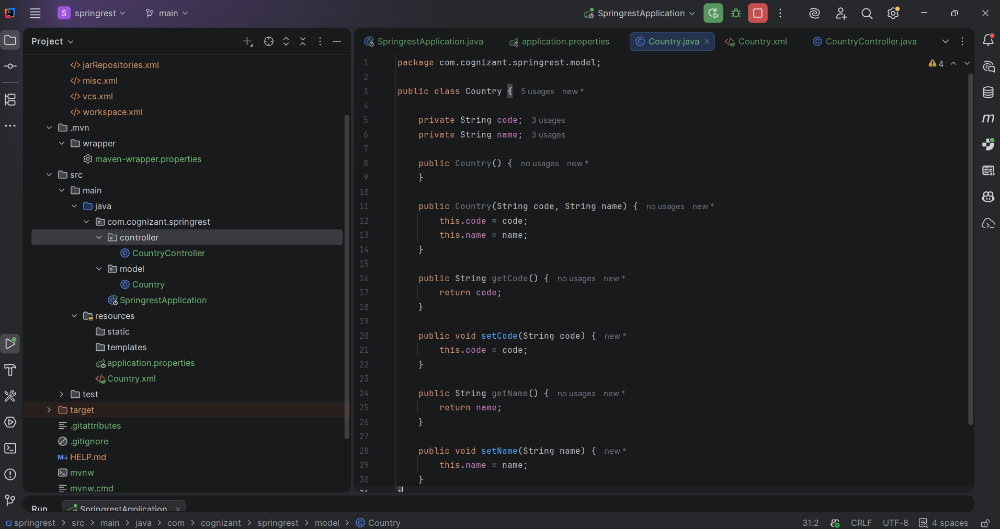 S springrest main SpringrestApplication
Project
jarRepositories.xml
misc.xml
vcs.xml
workspace.xml
.mvn
wrapper
maven-wrapper.properties
src
main
java
com.cognizant.springrest
controller
CountryController
model
Country
SpringrestApplication
resources
static
templates
application.properties
Country.xml
test
target
.gitattributes
.gitignore
M↓ HELP.md
mvnw
mvnw.cmd
SpringrestApplication.java application.properties Country.java Country.xml CountryController.java
4
1 package com.cognizant.springrest.model;
2
3 public class Country { 5 usages new *
4
5 private String code; 3 usages
6 private String name; 3 usages
7
8 public Country() { no usages new *
9 }
10
11 public Country(String code, String name) { no usages new *
12 this.code = code;
13 this.name = name;
14 }
15
16 public String getCode() { no usages new *
17 return code;
18 }
19
20 public void setCode(String code) { new *
21 this.code = code;
22 }
23
24 public String getName() { no usages new *
25 return name;
26 }
27
28 public void setName(String name) { new *
29 this.name = name;
30 }
31 }
m
Run SpringrestApplication
springrest > src > main > java > com > cognizant > springrest > model > Country 31:2 CRLF UTF-8 4 spaces